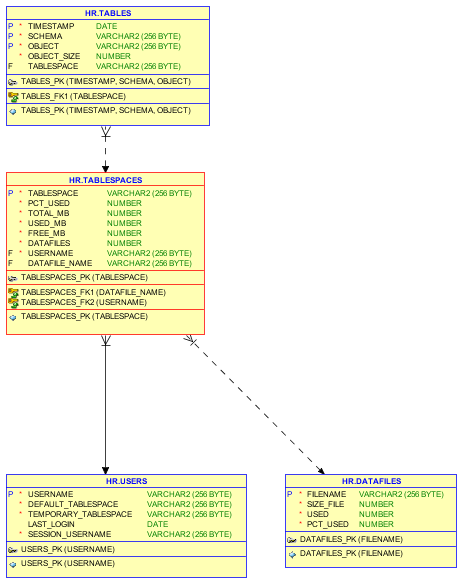 HR.TABLES
P * TIMESTAMP DATE
P * SCHEMA VARCHAR2 (256 BYTE)
P * OBJECT VARCHAR2 (256 BYTE)
* OBJECT_SIZE NUMBER
F TABLESPACE VARCHAR2 (256 BYTE)
TABLES_PK (TIMESTAMP, SCHEMA, OBJECT)
TABLES_FK1 (TABLESPACE)
TABLES_PK (TIMESTAMP, SCHEMA, OBJECT)
HR.TABLESPACES
P * TABLESPACE VARCHAR2 (256 BYTE)
* PCT_USED NUMBER
* TOTAL_MB NUMBER
* USED_MB NUMBER
* FREE_MB NUMBER
* DATAFILES NUMBER
F * USERNAME VARCHAR2 (256 BYTE)
F DATAFILE_NAME VARCHAR2 (256 BYTE)
TABLESPACES_PK (TABLESPACE)
TABLESPACES_FK1 (DATAFILE_NAME)
TABLESPACES_FK2 (USERNAME)
TABLESPACES_PK (TABLESPACE)
HR.USERS
P * USERNAME VARCHAR2 (256 BYTE)
* DEFAULT_TABLESPACE VARCHAR2 (256 BYTE)
* TEMPORARY_TABLESPACE VARCHAR2 (256 BYTE)
LAST_LOGIN DATE
* SESSION_USERNAME VARCHAR2 (256 BYTE)
USERS_PK (USERNAME)
USERS_PK (USERNAME)
HR.DATAFILES
P * FILENAME VARCHAR2 (256 BYTE)
* SIZE_FILE NUMBER
* USED NUMBER
* PCT_USED NUMBER
DATAFILES_PK (FILENAME)
DATAFILES_PK (FILENAME)